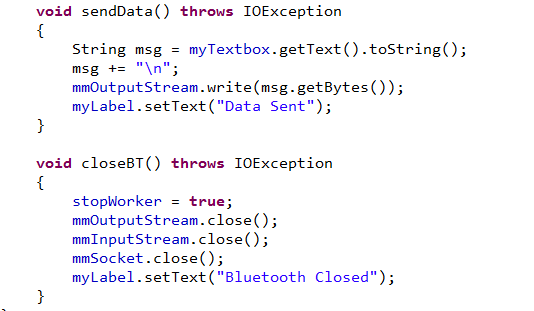 void sendData() throws IOException
{
String msg = myTextbox.getText().toString();
msg += "\n";
mmOutputStream.write(msg.getBytes());
myLabel.setText("Data Sent");
}
void closeBT() throws IOException
{
stopWorker = true;
mmOutputStream.close();
mmInputStream.close();
mmSocket.close();
myLabel.setText("Bluetooth Closed");
}